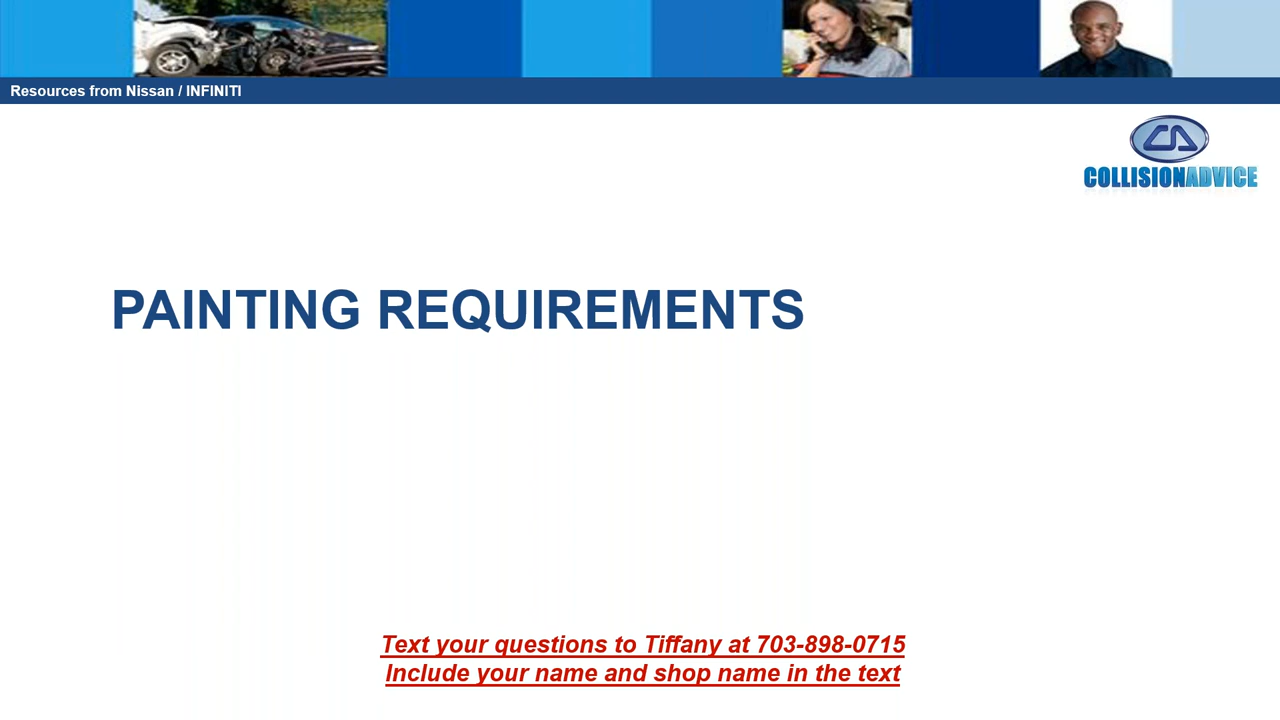 Resources from Nissan / INFINITI
CA
COLLISIONADVICE
PAINTING REQUIREMENTS
Text your questions to Tiffany at 703-898-0715
Include your name and shop name in the text